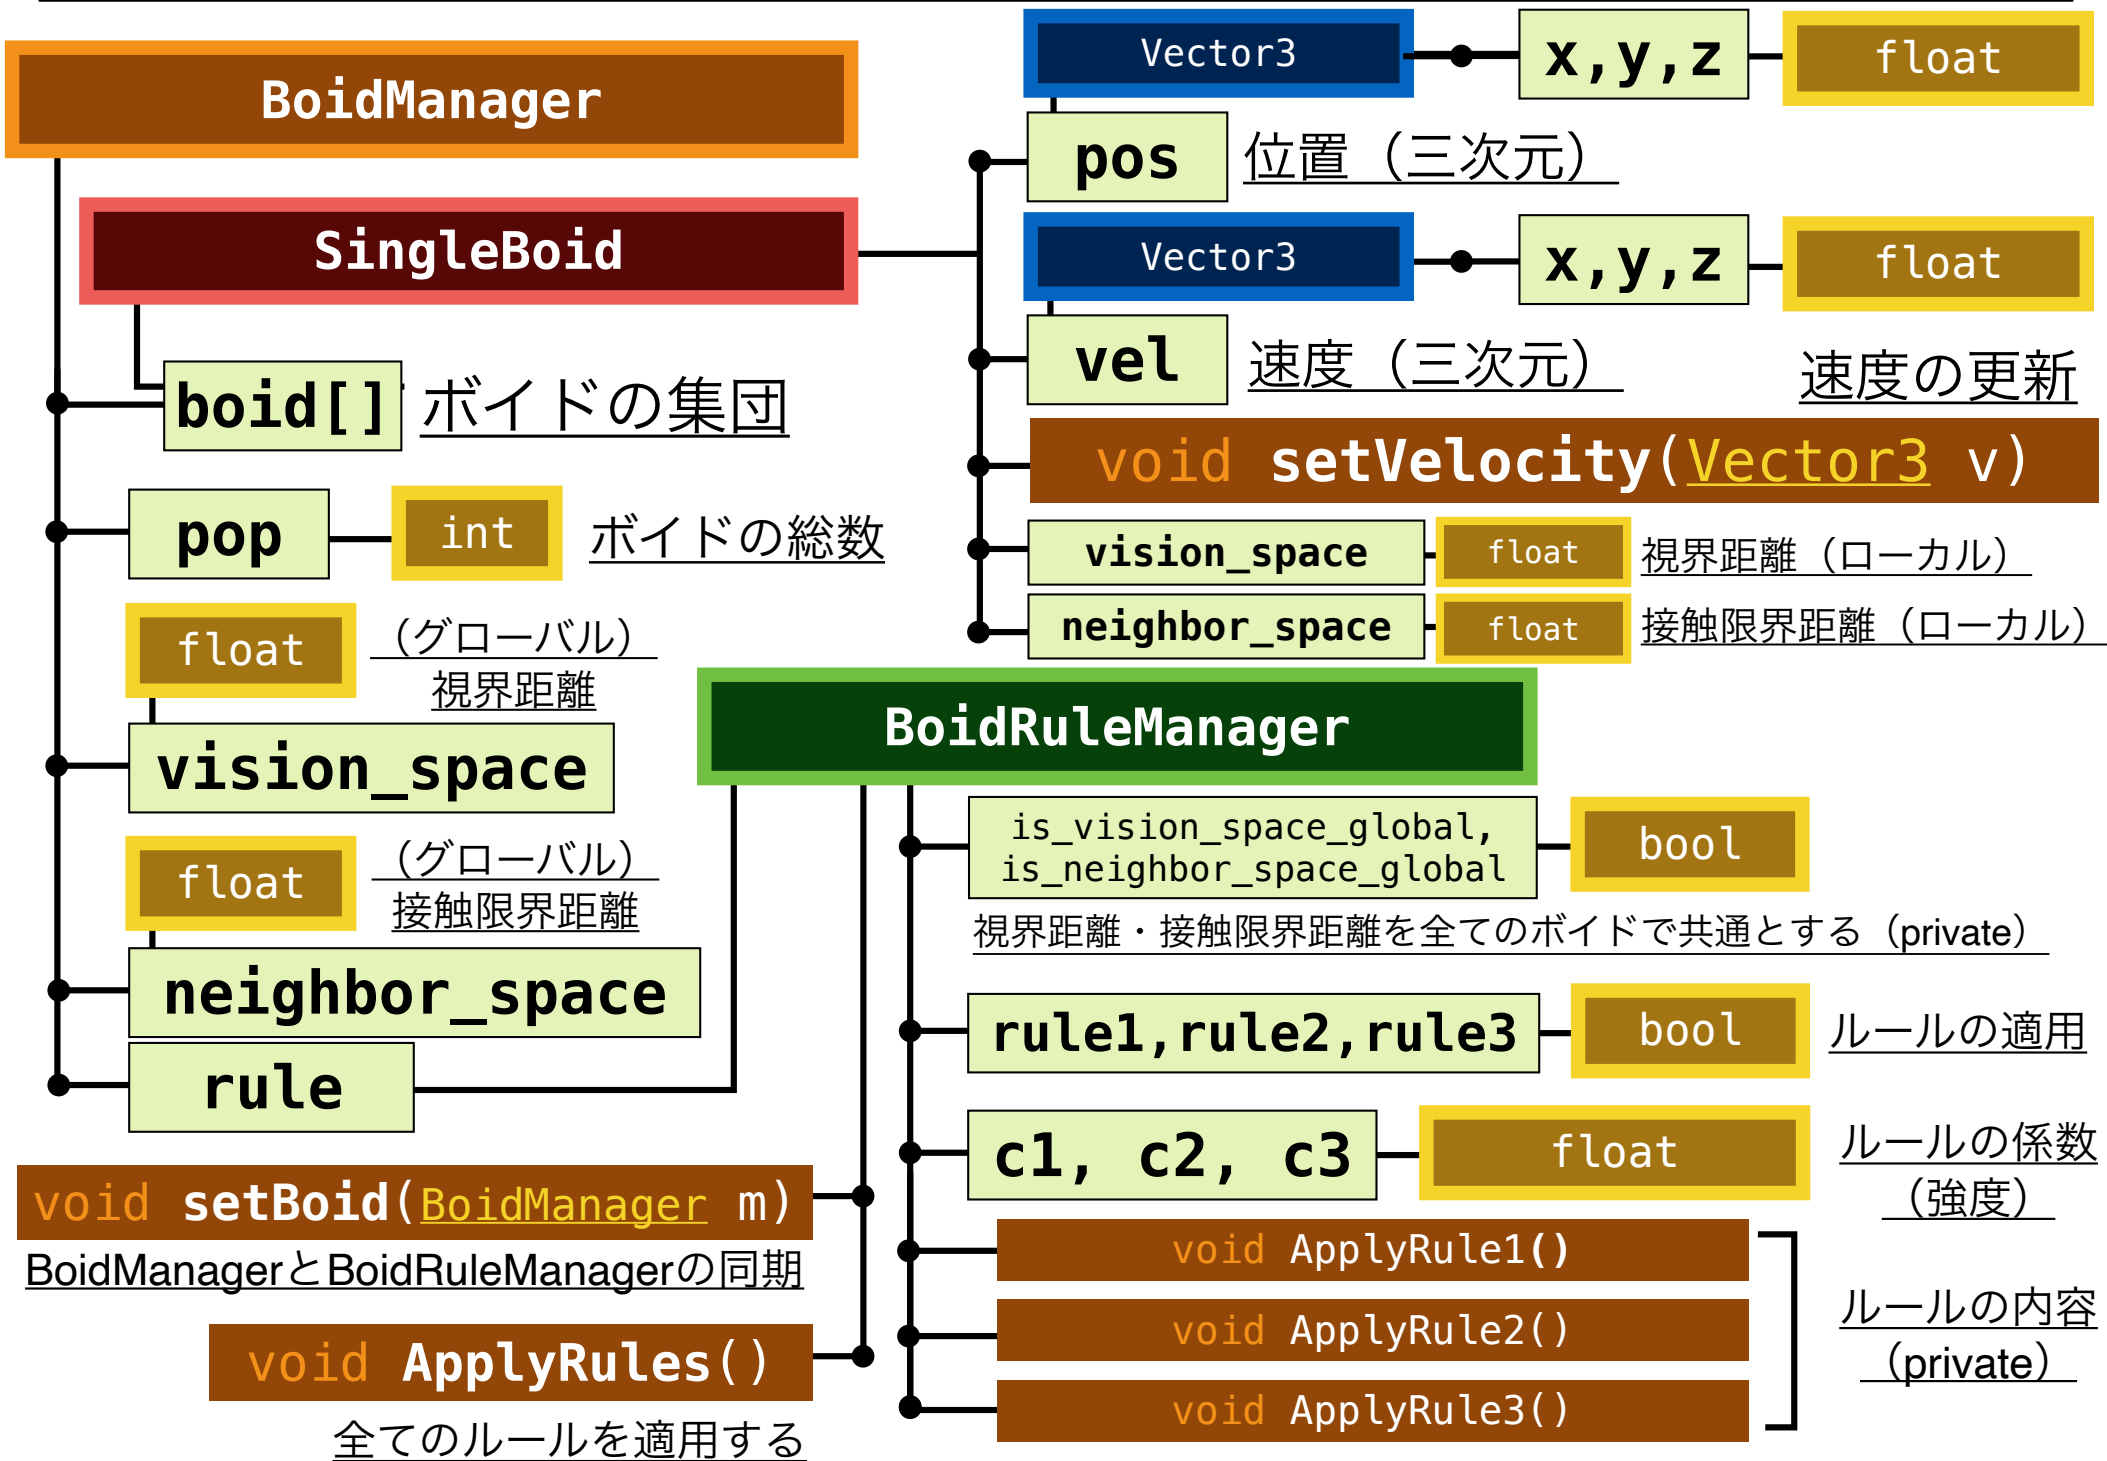 BoidManager
SingleBoid
boid[]
ボイドの集団
pop
int
ボイドの総数
float
（グローバル）
視界距離
vision_space
float
（グローバル）
接触限界距離
neighbor_space
rule
Vector3
x,y,z
float
pos
位置（三次元）
Vector3
x,y,z
float
vel
速度（三次元）
速度の更新
void setVelocity(Vector3 v)
vision_space
float
視界距離（ローカル）
neighbor_space
float
接触限界距離（ローカル）
BoidRuleManager
is_vision_space_global,
is_neighbor_space_global
bool
視界距離・接触限界距離を全てのボイドで共通とする（private）
rule1,rule2,rule3
bool
ルールの適用
c1, c2, c3
float
ルールの係数
（強度）
void setBoid(BoidManager m)
BoidManagerとBoidRuleManagerの同期
void ApplyRules()
全てのルールを適用する
void ApplyRule1()
void ApplyRule2()
void ApplyRule3()
ルールの内容
（private）